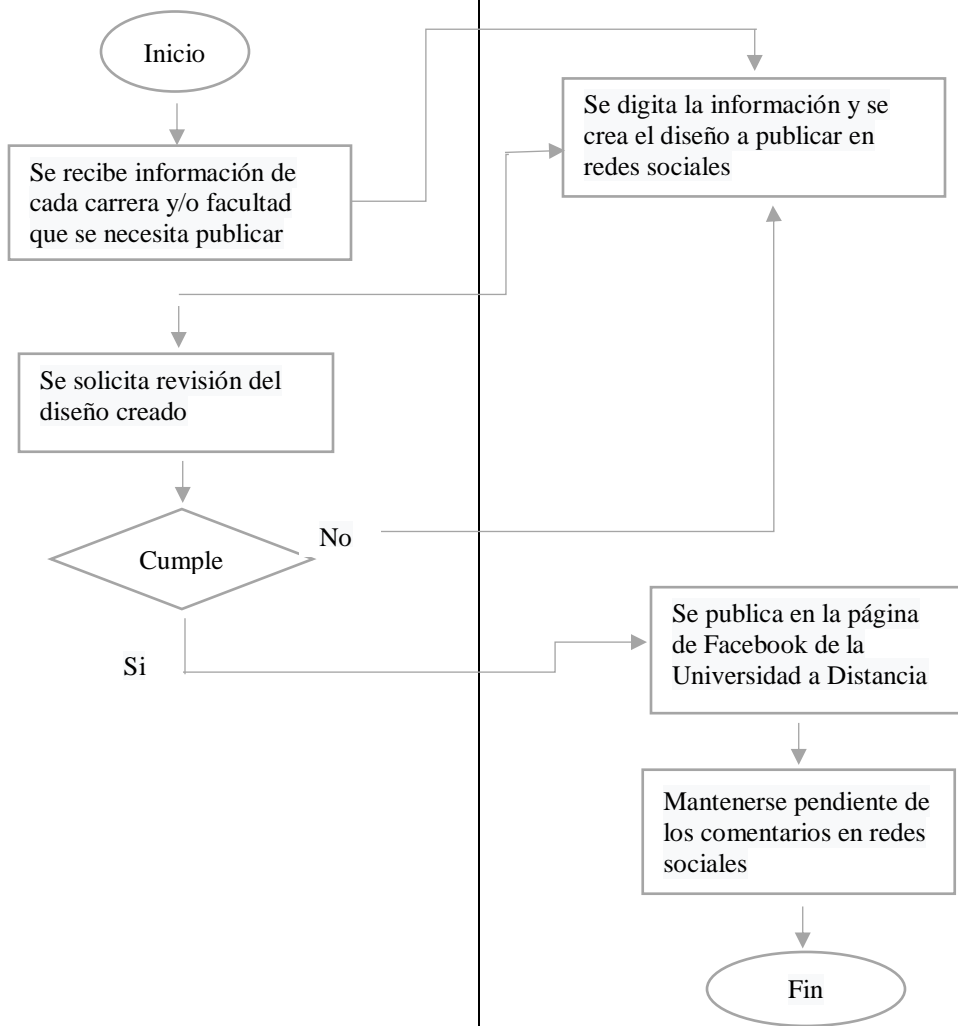 Inicio
Se recibe información de
cada carrera y/o facultad
que se necesita publicar
Se digita la información y se
crea el diseño a publicar en
redes sociales
Se solicita revisión del
diseño creado
Cumple
No
Si
Se publica en la página
de Facebook de la
Universidad a Distancia
Mantenerse pendiente de
los comentarios en redes
sociales
Fin